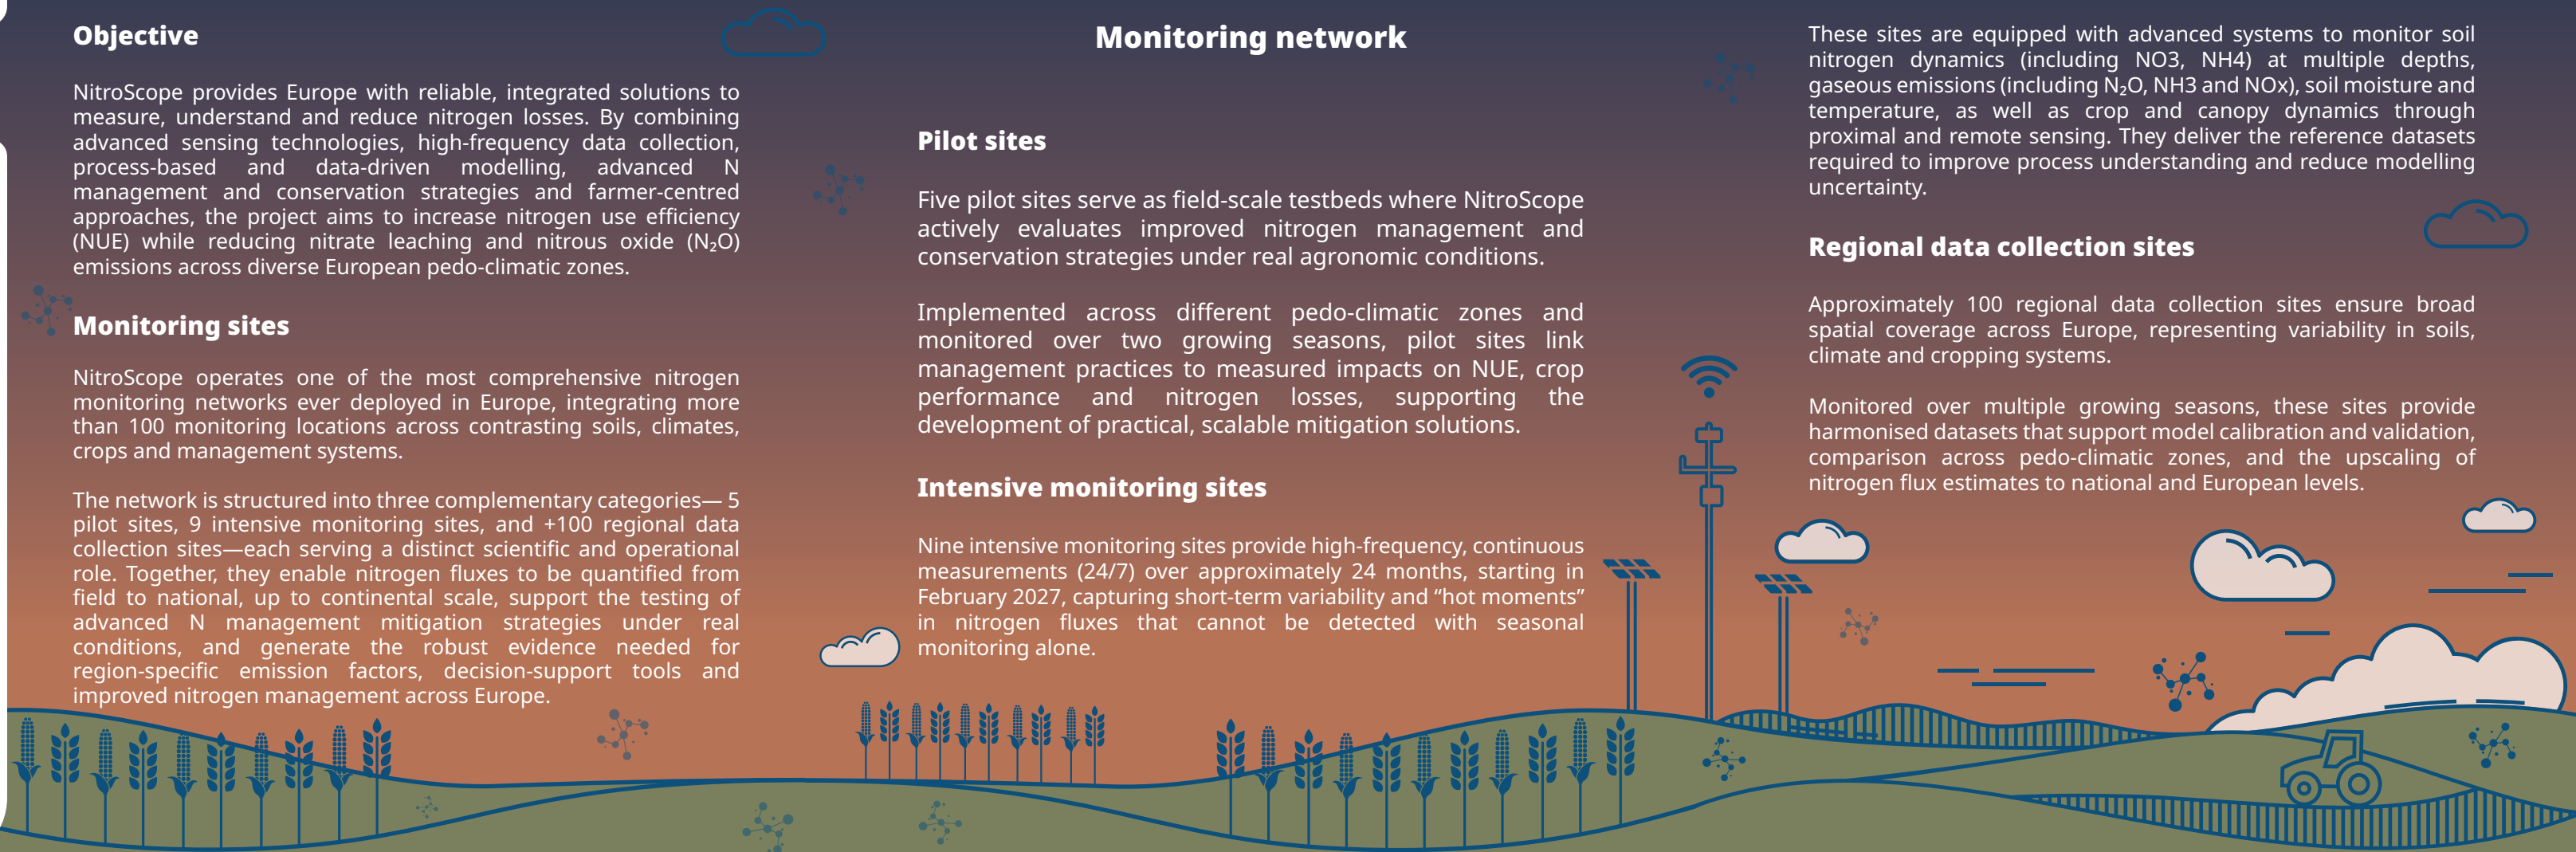 Objective
NitroScope provides Europe with reliable, integrated solutions to
measure, understand and reduce nitrogen losses. By combining
advanced sensing technologies, high-frequency data collection,
process-based and data-driven modelling, advanced N
management and conservation strategies and farmer-centred
approaches, the project aims to increase nitrogen use efficiency
(NUE) while reducing nitrate leaching and nitrous oxide (N₂O)
emissions across diverse European pedo-climatic zones.
Monitoring sites
NitroScope operates one of the most comprehensive nitrogen
monitoring networks ever deployed in Europe, integrating more
than 100 monitoring locations across contrasting soils, climates,
crops and management systems.
The network is structured into three complementary categories— 5
pilot sites, 9 intensive monitoring sites, and +100 regional data
collection sites—each serving a distinct scientific and operational
role. Together, they enable nitrogen fluxes to be quantified from
field to national, up to continental scale, support the testing of
advanced N management mitigation strategies under real
conditions, and generate the robust evidence needed for
region-specific emission factors, decision-support tools and
improved nitrogen management across Europe.
Monitoring network
Pilot sites
Five pilot sites serve as field-scale testbeds where NitroScope
actively evaluates improved nitrogen management and
conservation strategies under real agronomic conditions.
Implemented across different pedo-climatic zones and
monitored over two growing seasons, pilot sites link
management practices to measured impacts on NUE, crop
performance and nitrogen losses, supporting the
development of practical, scalable mitigation solutions.
Intensive monitoring sites
Nine intensive monitoring sites provide high-frequency, continuous
measurements (24/7) over approximately 24 months, starting in
February 2027, capturing short-term variability and “hot moments”
in nitrogen fluxes that cannot be detected with seasonal
monitoring alone.
These sites are equipped with advanced systems to monitor soil
nitrogen dynamics (including NO3, NH4) at multiple depths,
gaseous emissions (including N₂O, NH3 and NOx), soil moisture and
temperature, as well as crop and canopy dynamics through
proximal and remote sensing. They deliver the reference datasets
required to improve process understanding and reduce modelling
uncertainty.
Regional data collection sites
Approximately 100 regional data collection sites ensure broad
spatial coverage across Europe, representing variability in soils,
climate and cropping systems.
Monitored over multiple growing seasons, these sites provide
harmonised datasets that support model calibration and validation,
comparison across pedo-climatic zones, and the upscaling of
nitrogen flux estimates to national and European levels.